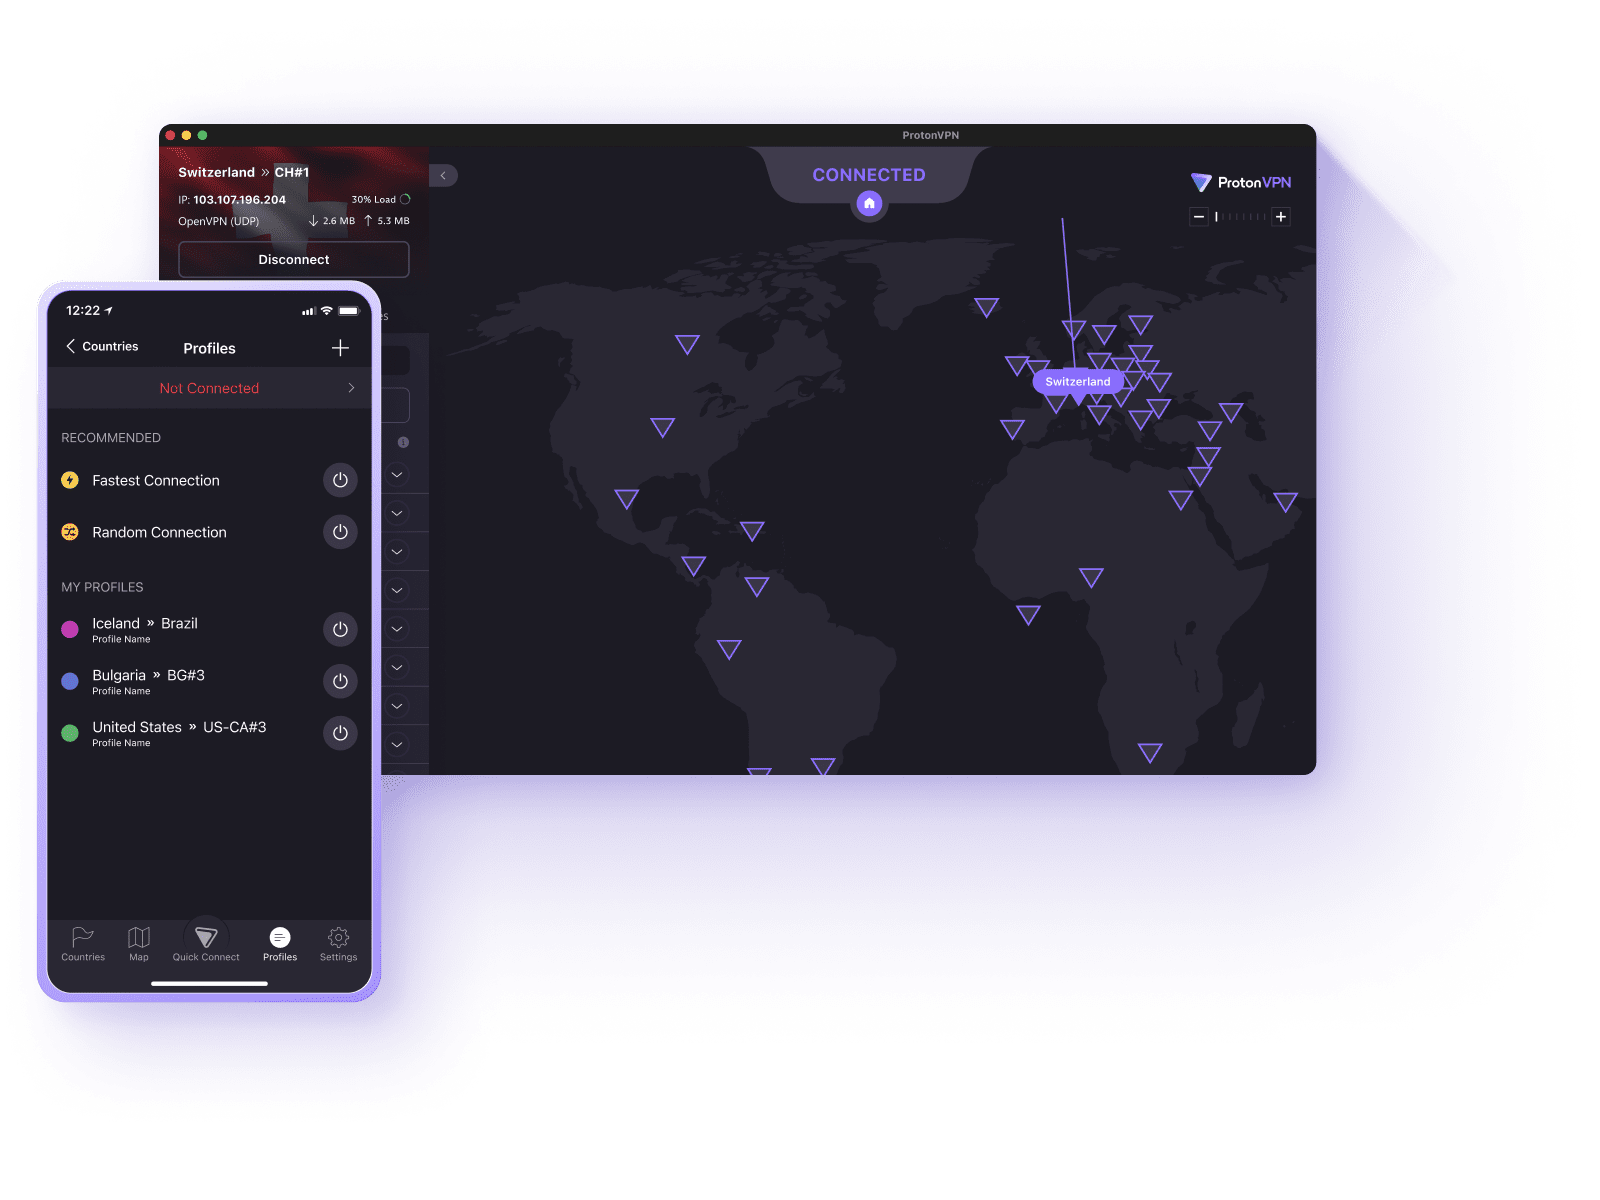 ProtonVPN
Switzerland » CH#1
IP: 103.107.196.204
30% Load
OpenVPN (UDP)
2.6 MB
5.3 MB
Disconnect
CONNECTED
ProtonVPN
Switzerland
12:22
Countries
Profiles
Not Connected
RECOMMENDED
Fastest Connection
Random Connection
MY PROFILES
Iceland » Brazil
Profile Name
Bulgaria » BG#3
Profile Name
United States » US-CA#3
Profile Name
Countries
Map
Quick Connect
Profiles
Settings